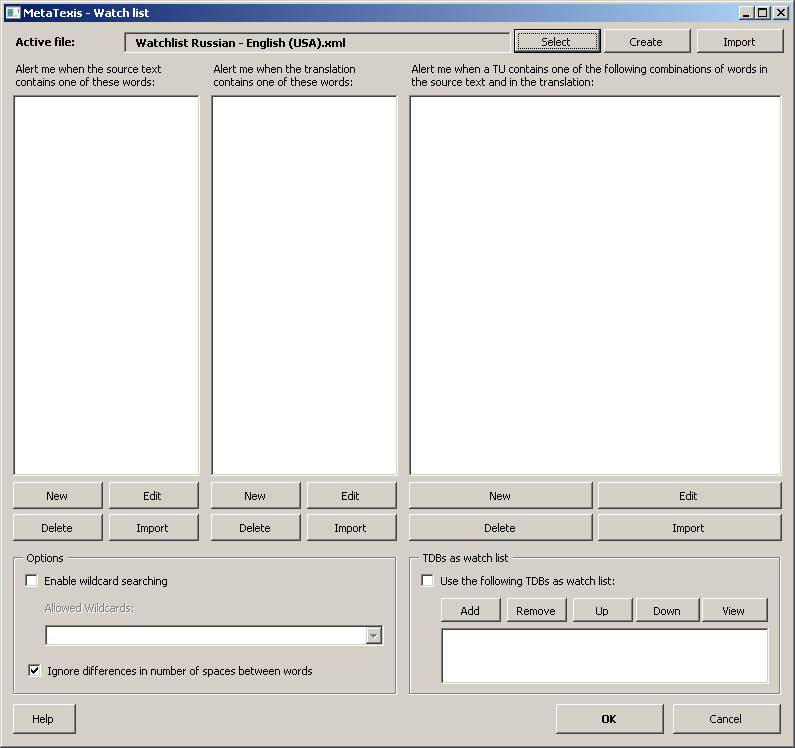 MetaTexis - Watch list
Active file:
Watchlist Russian - English (USA).xml
Select
Create
Import
Alert me when the source text
contains one of these words:
Alert me when the translation
contains one of these words:
Alert me when a TU contains one of the following combinations of words in
the source text and in the translation:
New
Edit
New
Edit
New
Edit
Delete
Import
Delete
Import
Delete
Import
Options
Enable wildcard searching
Allowed Wildcards:
Ignore differences in number of spaces between words
TDBs as watch list
Use the following TDBs as watch list:
Add
Remove
Up
Down
View
Help
OK
Cancel